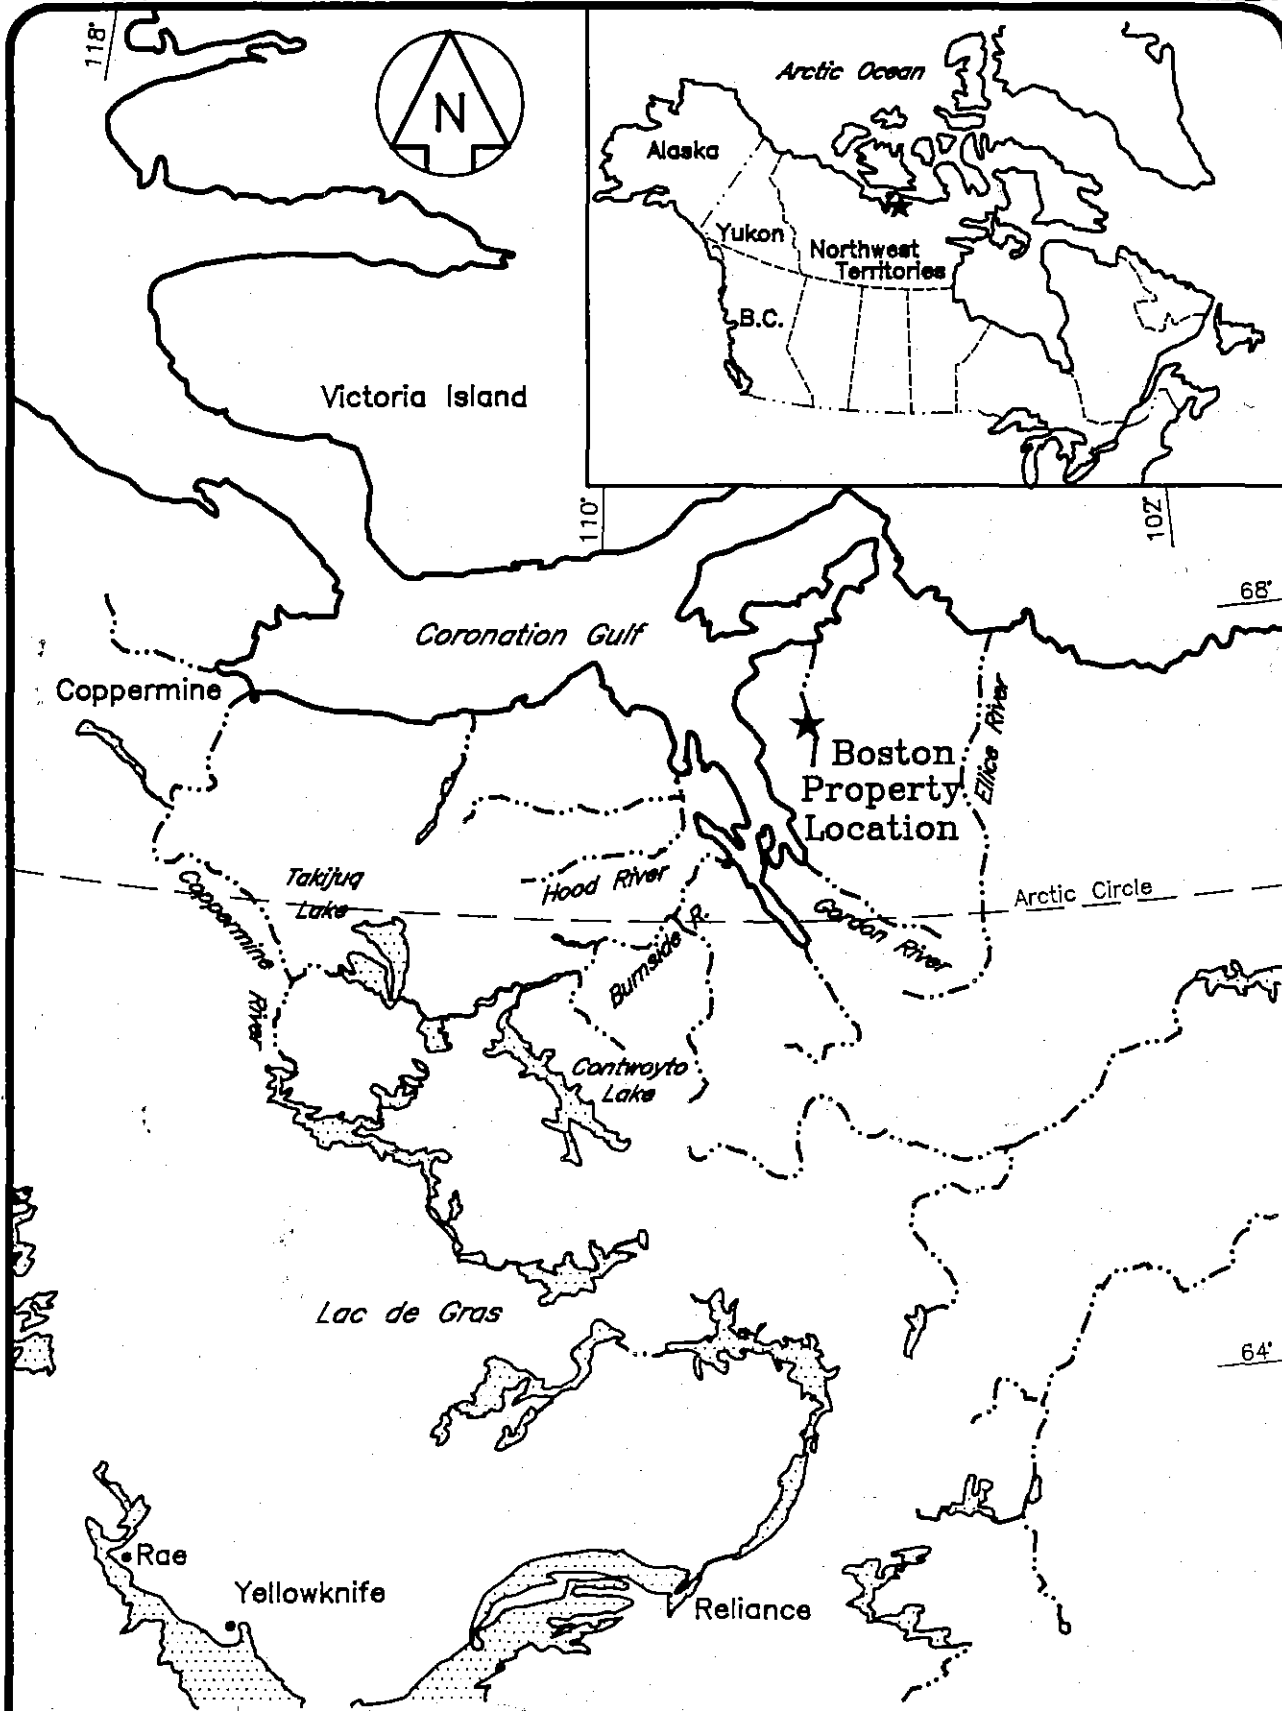 118°
N
Arctic Ocean
Alaska
Yukon
Northwest
Territories
B.C.
Victoria Island
110°
102°
68°
Coronation Gulf
Coppermine
Boston
Property
Location
Ellice River
Takijuq
Lake
Hood River
Arctic Circle
Coppermine
River
Burnside R.
Gordon River
Contwoyto
Lake
Lac de Gras
64°
Rae
Yellowknife
Reliance